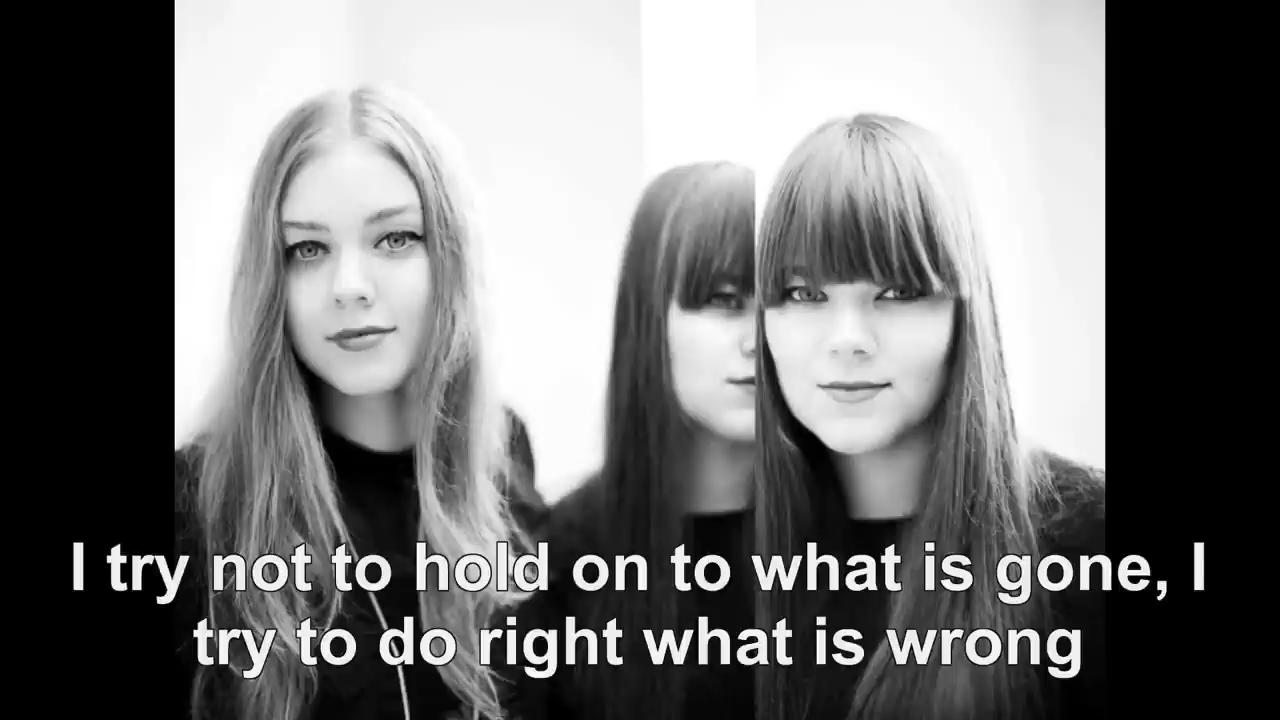 I try not to hold on to what is gone, I
try to do right what is wrong